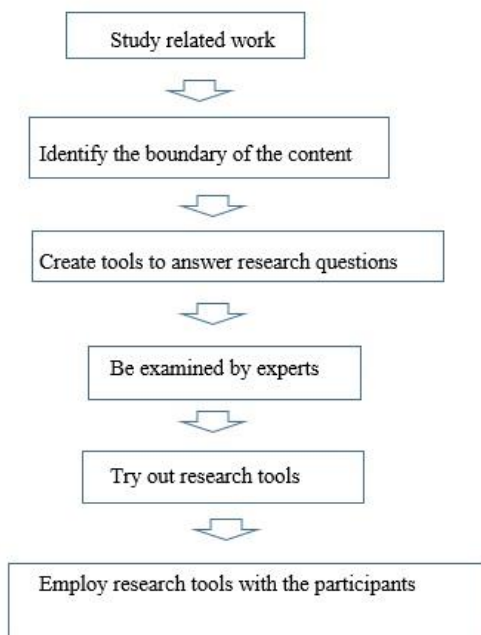 Study related work
Identify the boundary of the content
Create tools to answer research questions
Be examined by experts
Try out research tools
Employ research tools with the participants